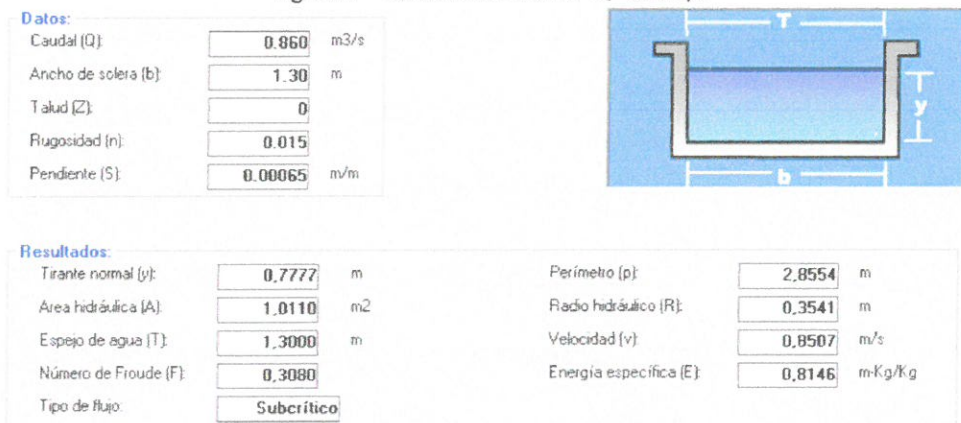 Datos:
Caudal (Q): 0.860 m3/s
Ancho de solera (b): 1.30 m
Talud (Z): 0
Rugosidad (n): 0.015
Pendiente (S): 0.00065 m/m
T
y
b
Resultados:
Tirante normal (y): 0,7777 m
Area hidráulica (A): 1,0110 m2
Espejo de agua (T): 1,3000 m
Número de Froude (F): 0,3080
Tipo de flujo: Subcrítico
Perímetro (p): 2,8554 m
Radio hidráulico (R): 0,3541 m
Velocidad (v): 0,8507 m/s
Energía específica (E): 0,8146 m-Kg/Kg